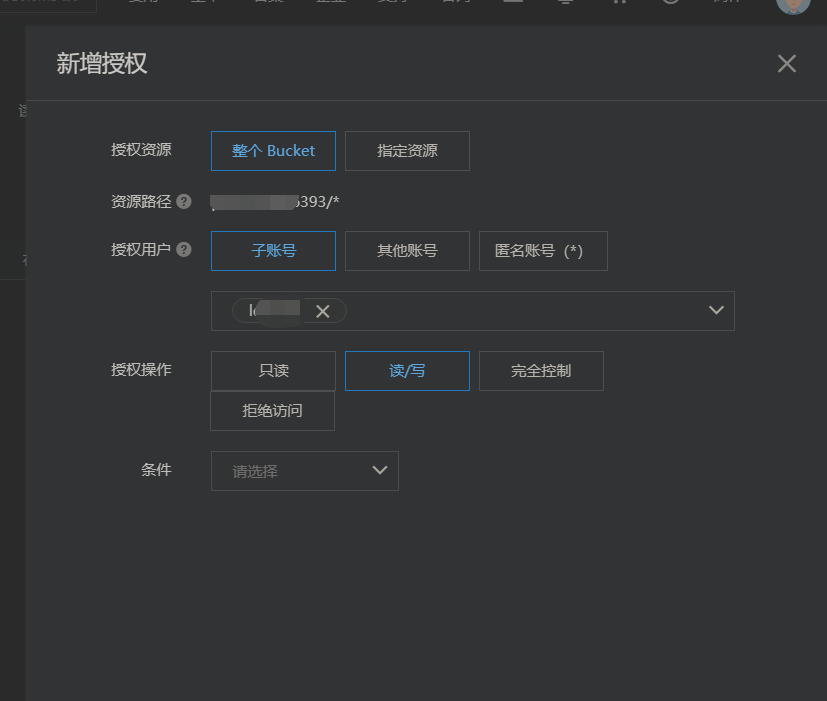 新增授权
授权资源 整个 Bucket 指定资源
资源路径 ? 393/*
授权用户 ? 子账号 其他账号 匿名账号 (*)
授权操作 只读 读/写 完全控制
拒绝访问
条件 请选择